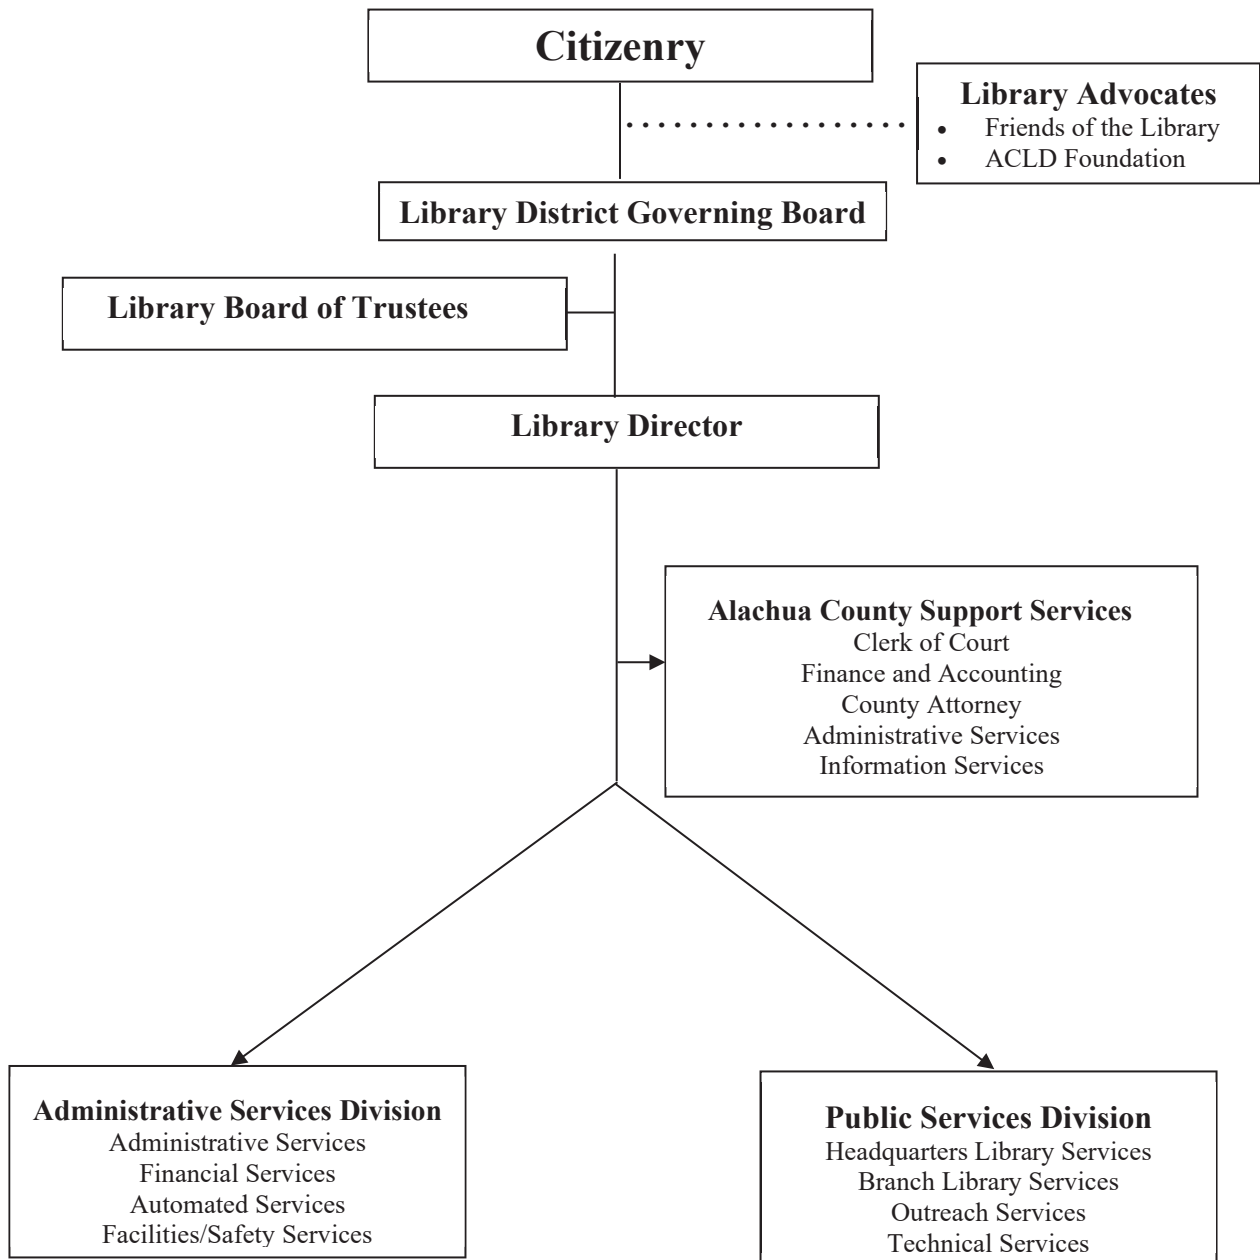 Citizenry
Library Advocates
• Friends of the Library
• ACLD Foundation
Library District Governing Board
Library Board of Trustees
Library Director
Alachua County Support Services
Clerk of Court
Finance and Accounting
County Attorney
Administrative Services
Information Services
Administrative Services Division
Administrative Services
Financial Services
Automated Services
Facilities/Safety Services
Public Services Division
Headquarters Library Services
Branch Library Services
Outreach Services
Technical Services